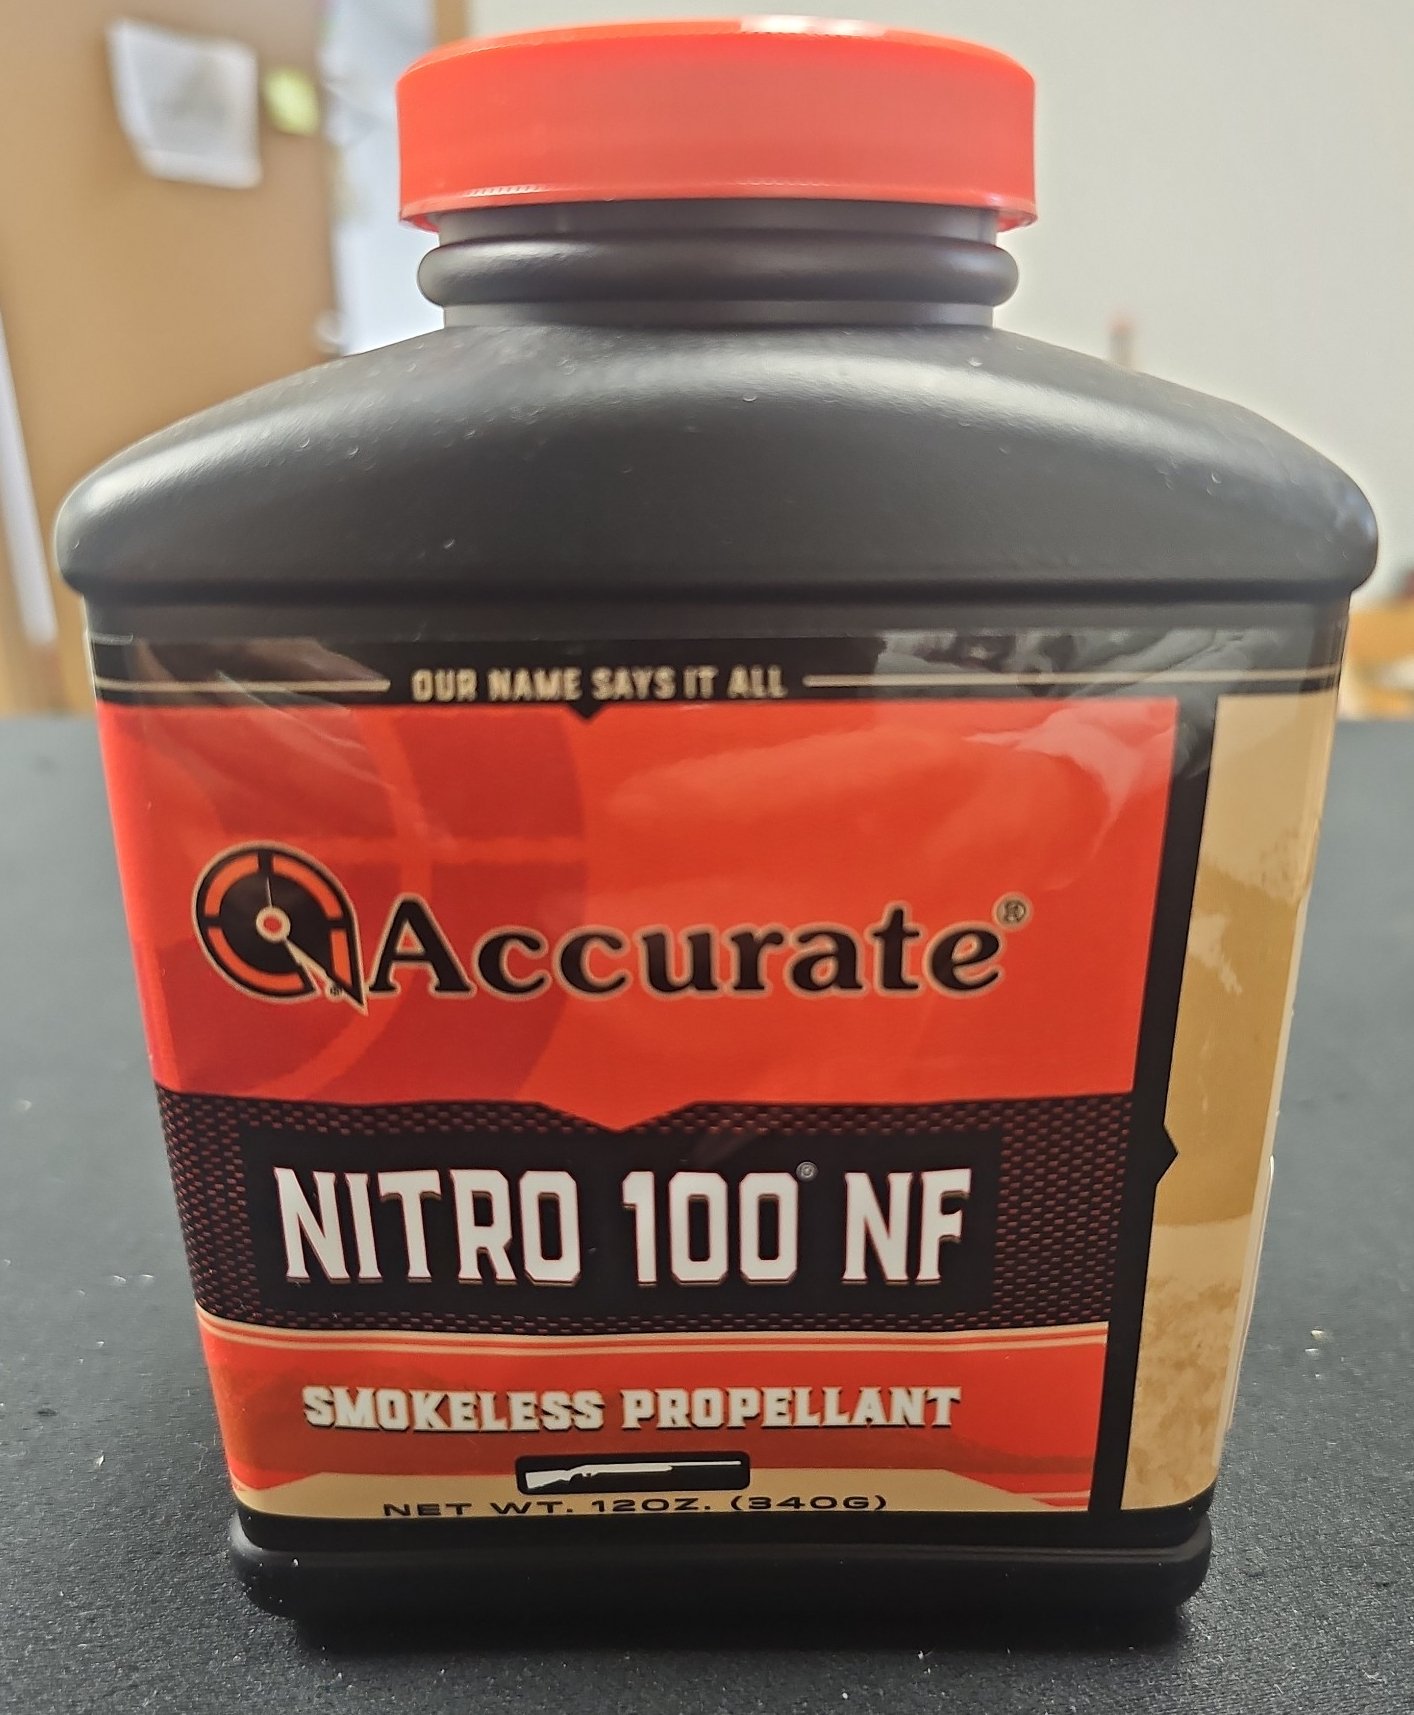 OUR NAME SAYS IT ALL
Accurate®
NITRO 100® NF
SMOKELESS PROPELLANT
NET WT. 12OZ. (340G)